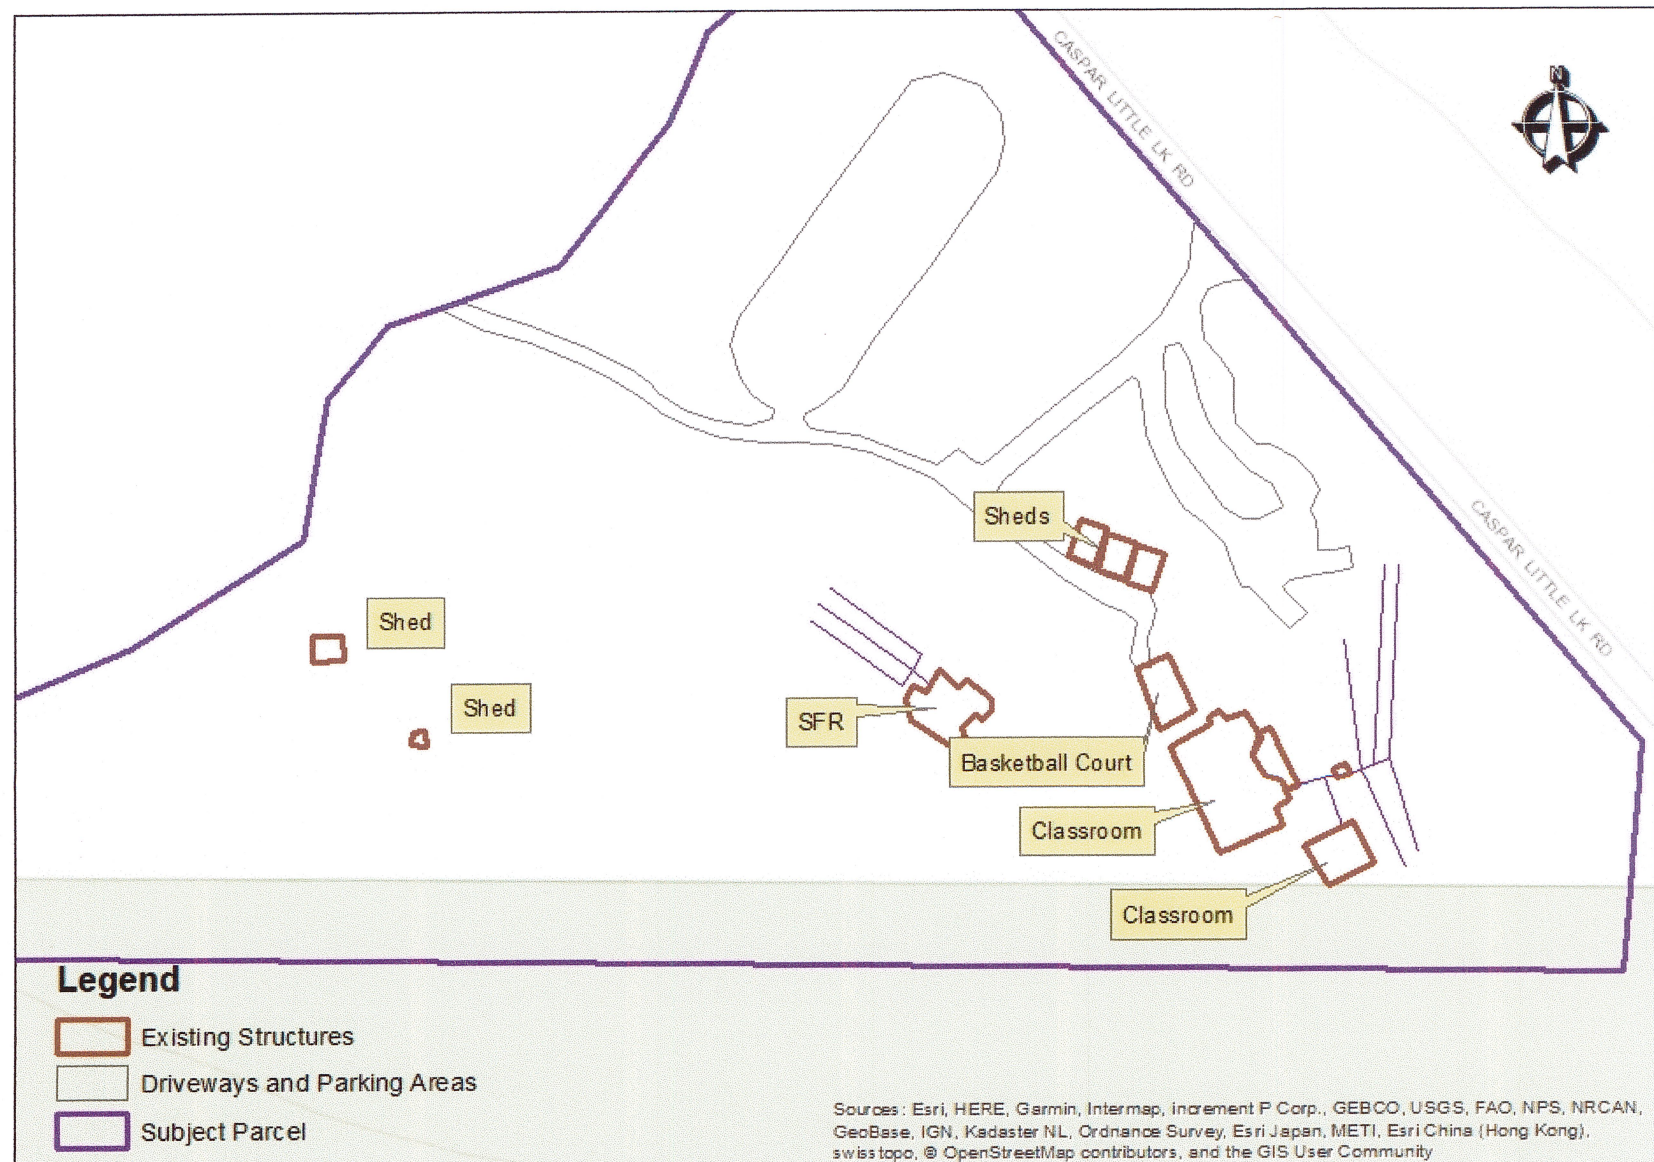 CASPAR LITTLE LK RD
N
CASPAR LITTLE LK RD
Sheds
Shed
Shed
SFR
Basketball Court
Classroom
Classroom
Legend
Existing Structures
Driveways and Parking Areas
Subject Parcel
Sources: Esri, HERE, Garmin, Intermap, increment P Corp., GEBCO, USGS, FAO, NPS, NRCAN,
GeoBase, IGN, Kadaster NL, Ordnance Survey, Esri Japan, METI, Esri China (Hong Kong),
swisstopo, © OpenStreetMap contributors, and the GIS User Community